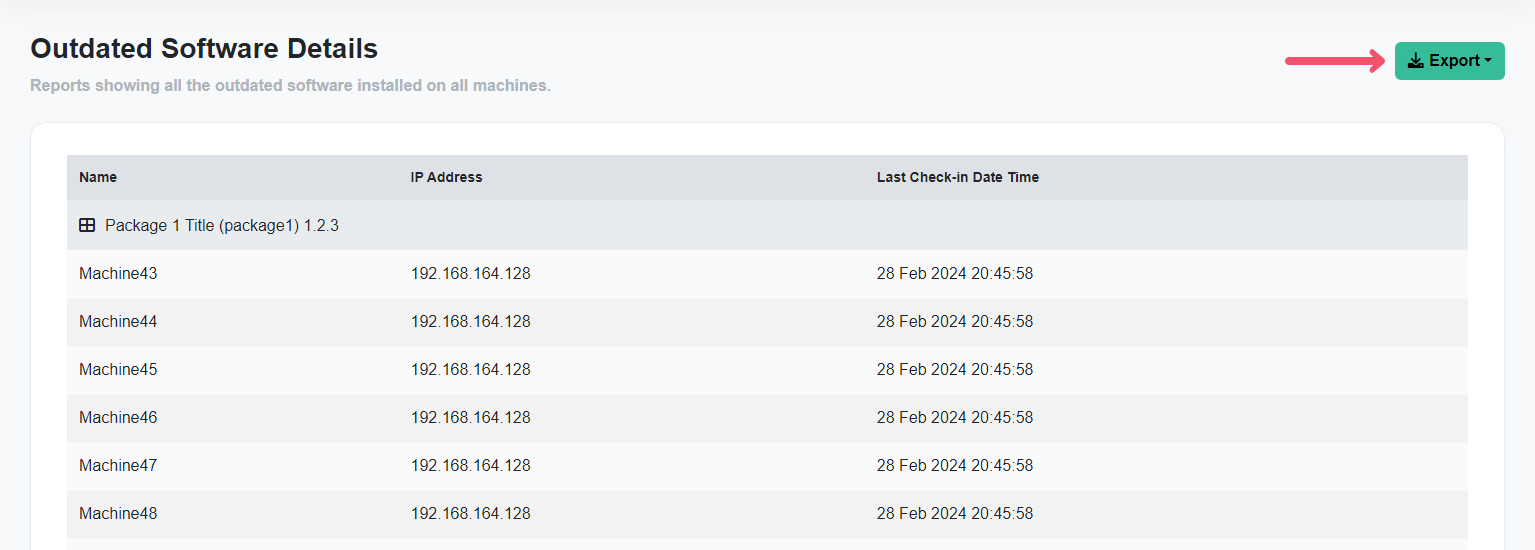 Outdated Software Details
Export
Reports showing all the outdated software installed on all machines.
Name IP Address Last Check-in Date Time
Package 1 Title (package1) 1.2.3
Machine43 192.168.164.128 28 Feb 2024 20:45:58
Machine44 192.168.164.128 28 Feb 2024 20:45:58
Machine45 192.168.164.128 28 Feb 2024 20:45:58
Machine46 192.168.164.128 28 Feb 2024 20:45:58
Machine47 192.168.164.128 28 Feb 2024 20:45:58
Machine48 192.168.164.128 28 Feb 2024 20:45:58